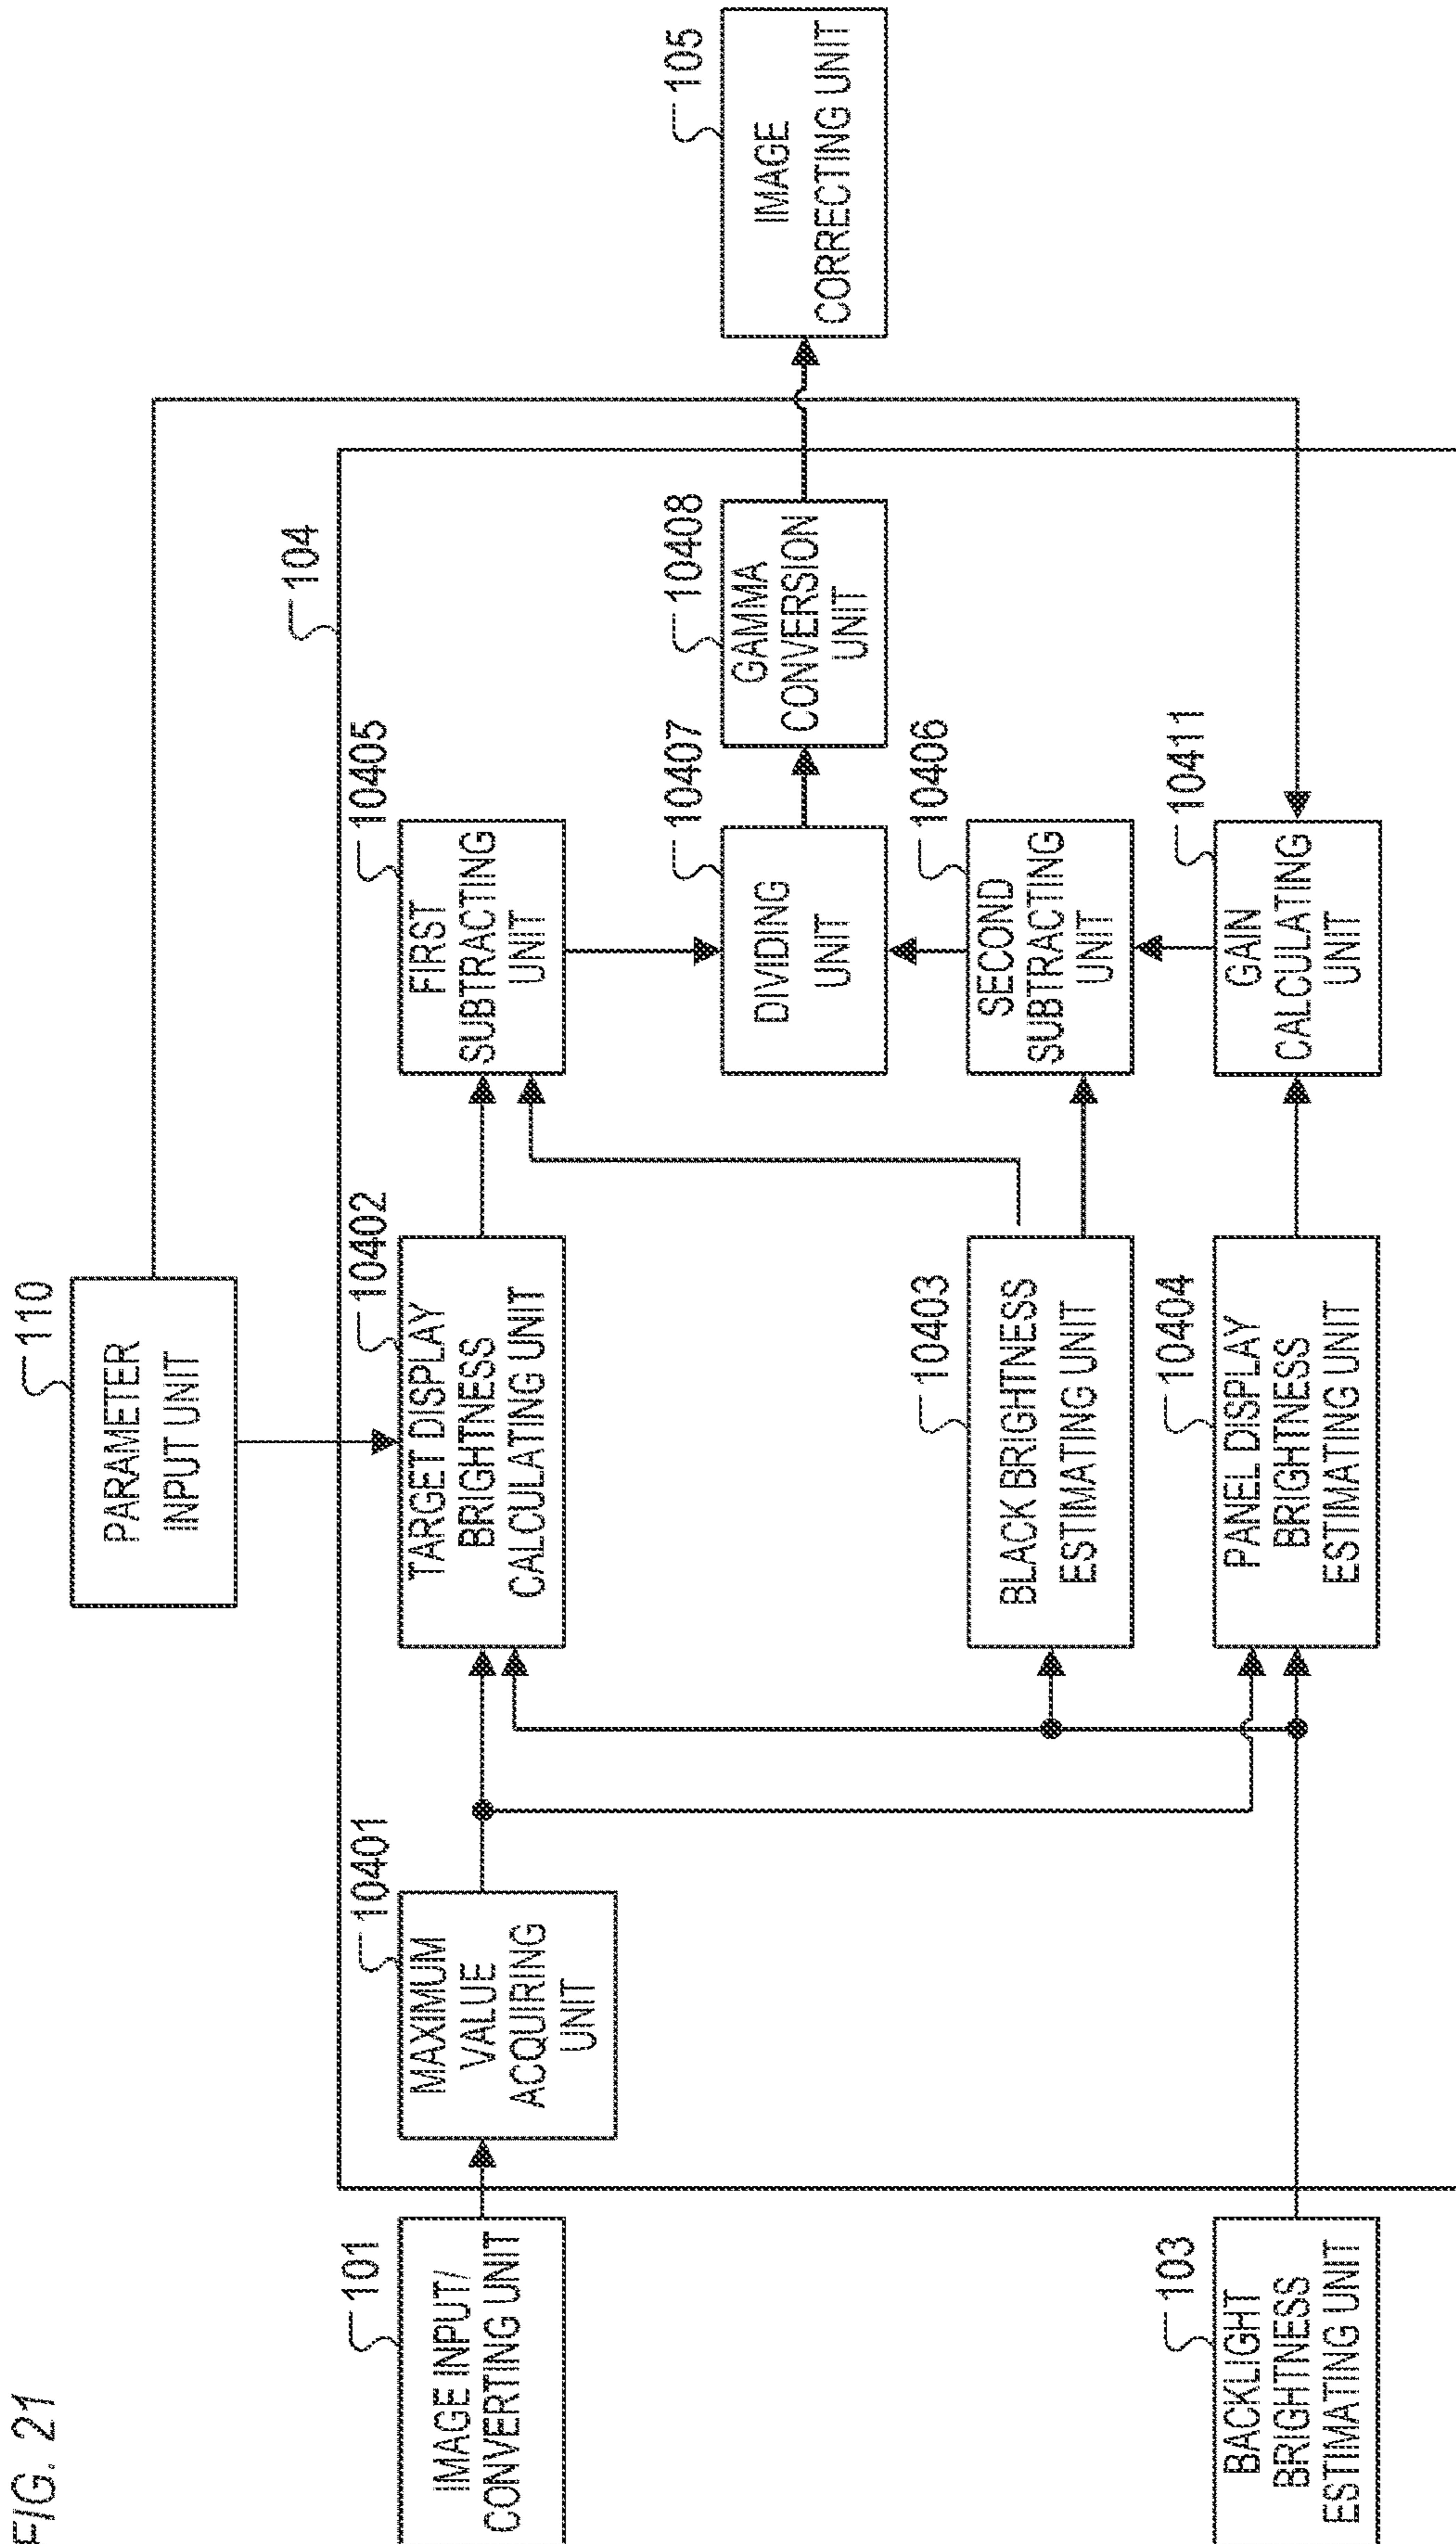 FIG. 21
110
PARAMETER
INPUT UNIT
104
101
IMAGE INPUT/
CONVERTING UNIT
10401
MAXIMUM
VALUE
ACQUIRING
UNIT
10402
TARGET DISPLAY
BRIGHTNESS
CALCULATING UNIT
10405
FIRST
SUBTRACTING
UNIT
10407
DIVIDING
UNIT
10408
GAMMA
CONVERSION
UNIT
105
IMAGE
CORRECTING UNIT
10403
BLACK BRIGHTNESS
ESTIMATING UNIT
10406
SECOND
SUBTRACTING
UNIT
103
BACKLIGHT
BRIGHTNESS
ESTIMATING UNIT
10404
PANEL DISPLAY
BRIGHTNESS
ESTIMATING UNIT
10411
GAIN
CALCULATING
UNIT